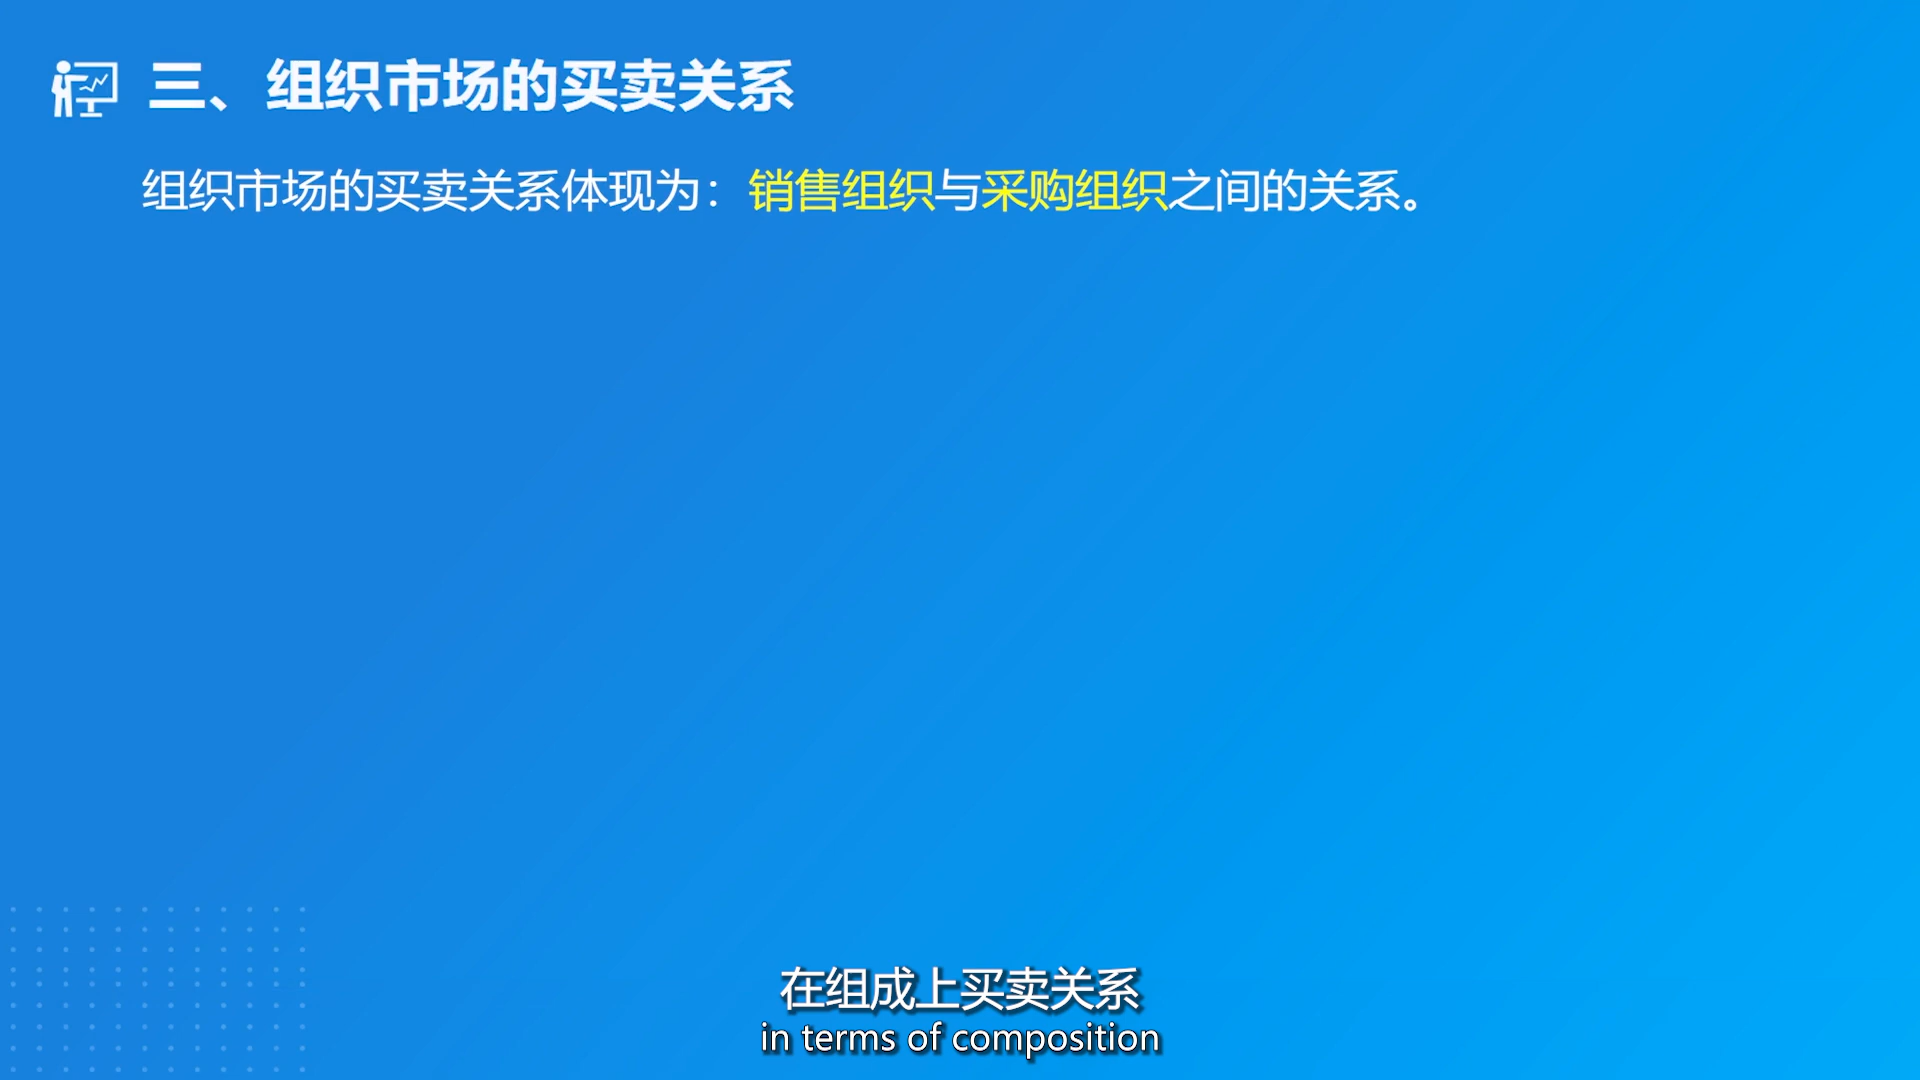 三、组织市场的买卖关系
组织市场的买卖关系体现为：销售组织与采购组织之间的关系。
在组成上买卖关系
in terms of composition